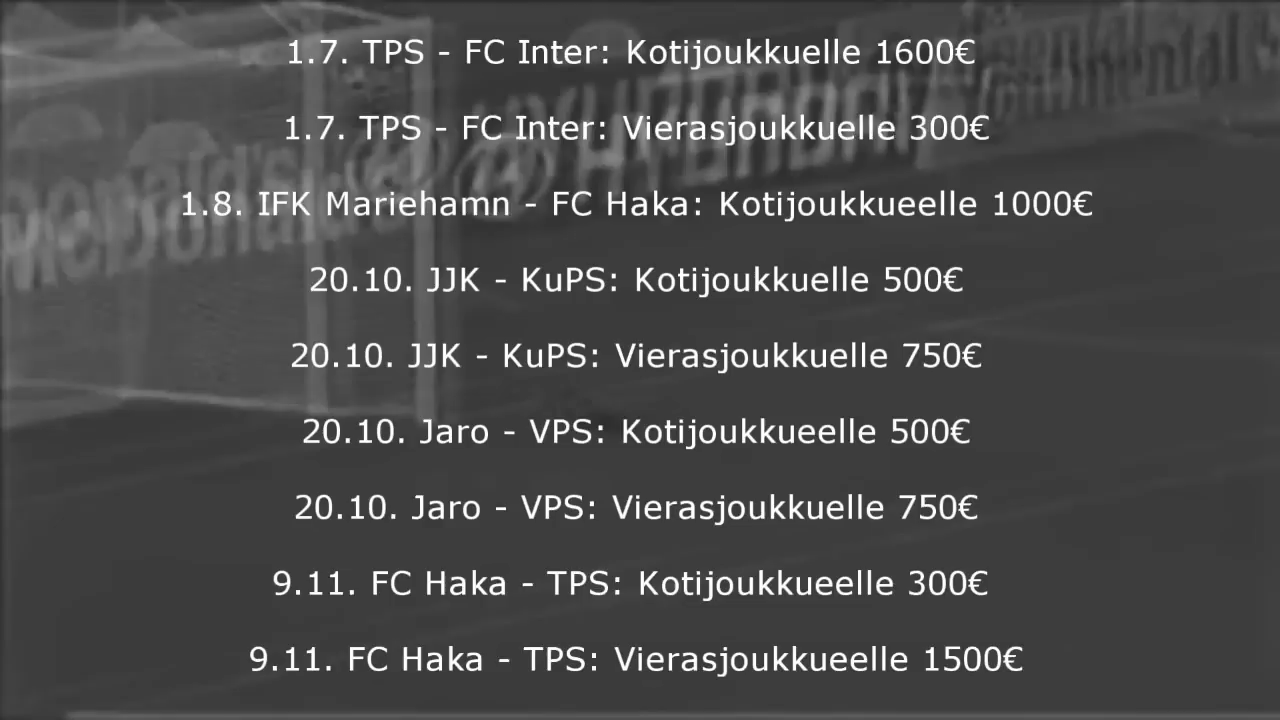 1.7. TPS - FC Inter: Kotijoukkuelle 1600€
1.7. TPS - FC Inter: Vierasjoukkuelle 300€
1.8. IFK Mariehamn - FC Haka: Kotijoukkueelle 1000€
20.10. JJK - KuPS: Kotijoukkuelle 500€
20.10. JJK - KuPS: Vierasjoukkuelle 750€
20.10. Jaro - VPS: Kotijoukkueelle 500€
20.10. Jaro - VPS: Vierasjoukkuelle 750€
9.11. FC Haka - TPS: Kotijoukkueelle 300€
9.11. FC Haka - TPS: Vierasjoukkueelle 1500€
McDonald's
HYUNDAI